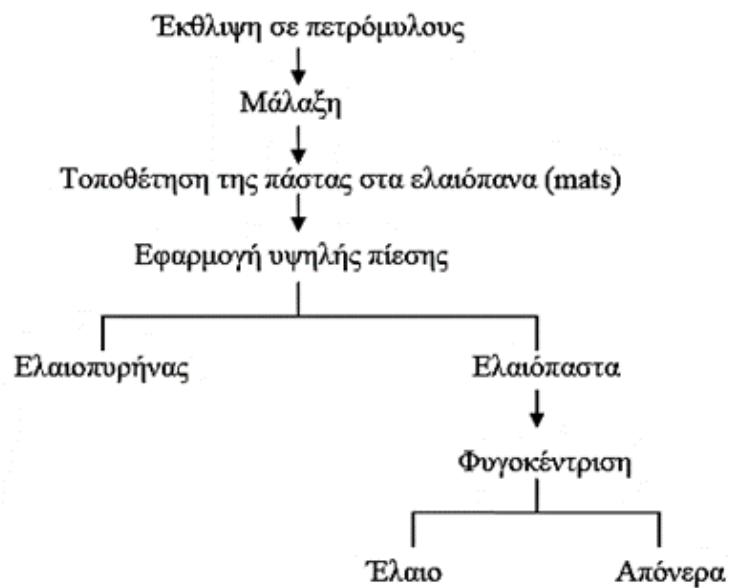 Έκθλιψη σε πετρόμυλους
Μάλαξη
Τοποθέτηση της πάστας στα ελαιόπανα (mats)
Εφαρμογή υψηλής πίεσης
Ελαιοπυρήνας
Ελαιόπαστα
Φυγοκέντριση
Έλαιο
Απόνερα